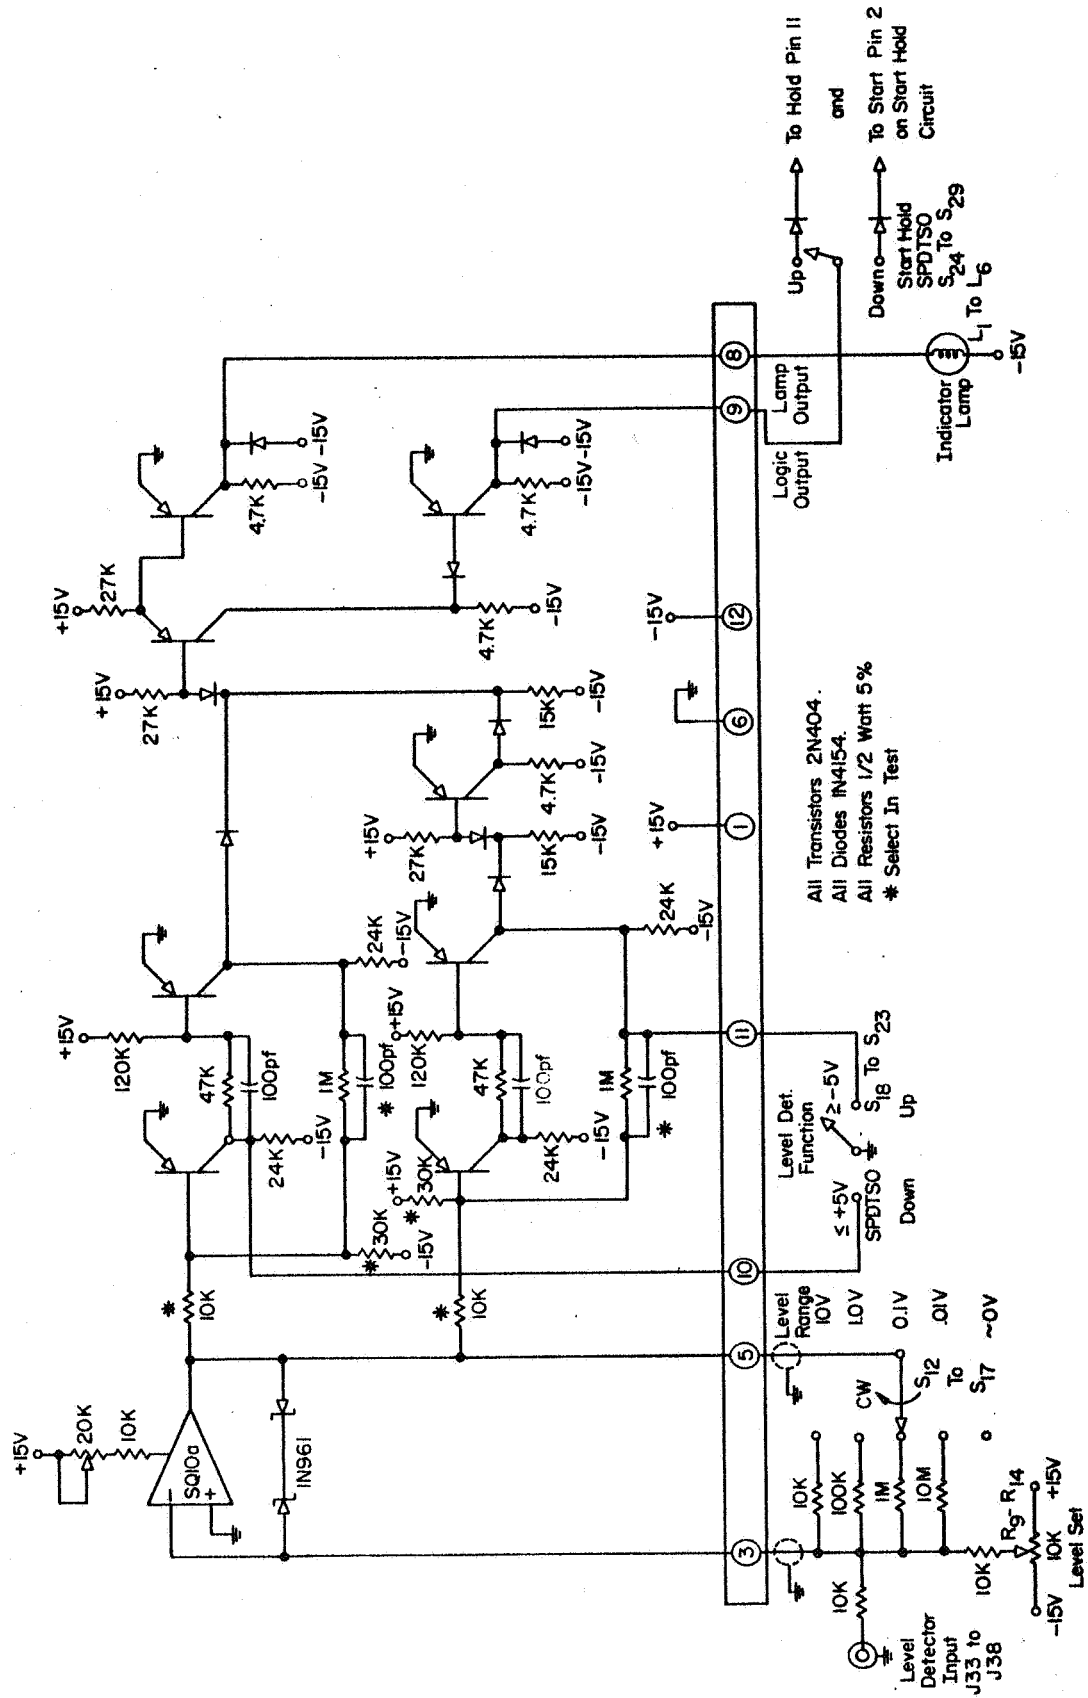 +15V
20K
10K
SQ10a
−
+
1N961
*
10K
*
10K
+15V
120K
47K
100pf
24K
-15V
1M
* 100pf
24K
-15V
*
30K
-15V
+15V
30K
*
+15V
120K
47K
100pf
24K
-15V
1M
100pf
*
24K
-15V
+15V
27K
15K
-15V
4.7K
-15V
15K
-15V
+15V
27K
+15V
27K
4.7K
-15V
4.7K
-15V
-15V
4.7K
-15V
-15V
3
5
10
11
1
6
12
9
8
+15V
-15V
Logic
Output
Lamp
Output
Indicator
Lamp
L1 To L6
-15V
Up
To Hold Pin 11
and
Down
To Start Pin 2
on Start Hold
Circuit
Start Hold
SPDTSO
S24 To S29
All Transistors 2N404.
All Diodes 1N4154.
All Resistors 1/2 Watt 5%
* Select In Test
Level Det.
Function
≤ +5V
≥ -5V
SPDTSO
S18 To S23
Down
Up
Level
Range
10V
1.0V
0.1V
.01V
~0V
CW
S12
To
S17
10K
100K
1M
10M
10K
10K
R9- R14
-15V
10K
+15V
Level Set
Level
Detector
Input
J33 to
J38